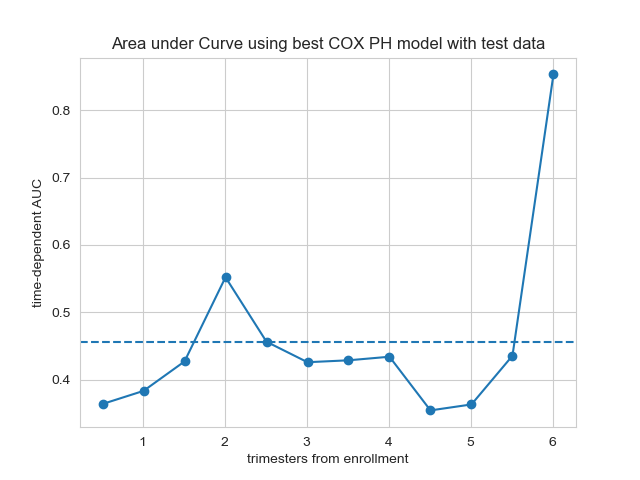 Area under Curve using best COX PH model with test data
time-dependent AUC
0.8
0.7
0.6
0.5
0.4
1 2 3 4 5 6
trimesters from enrollment